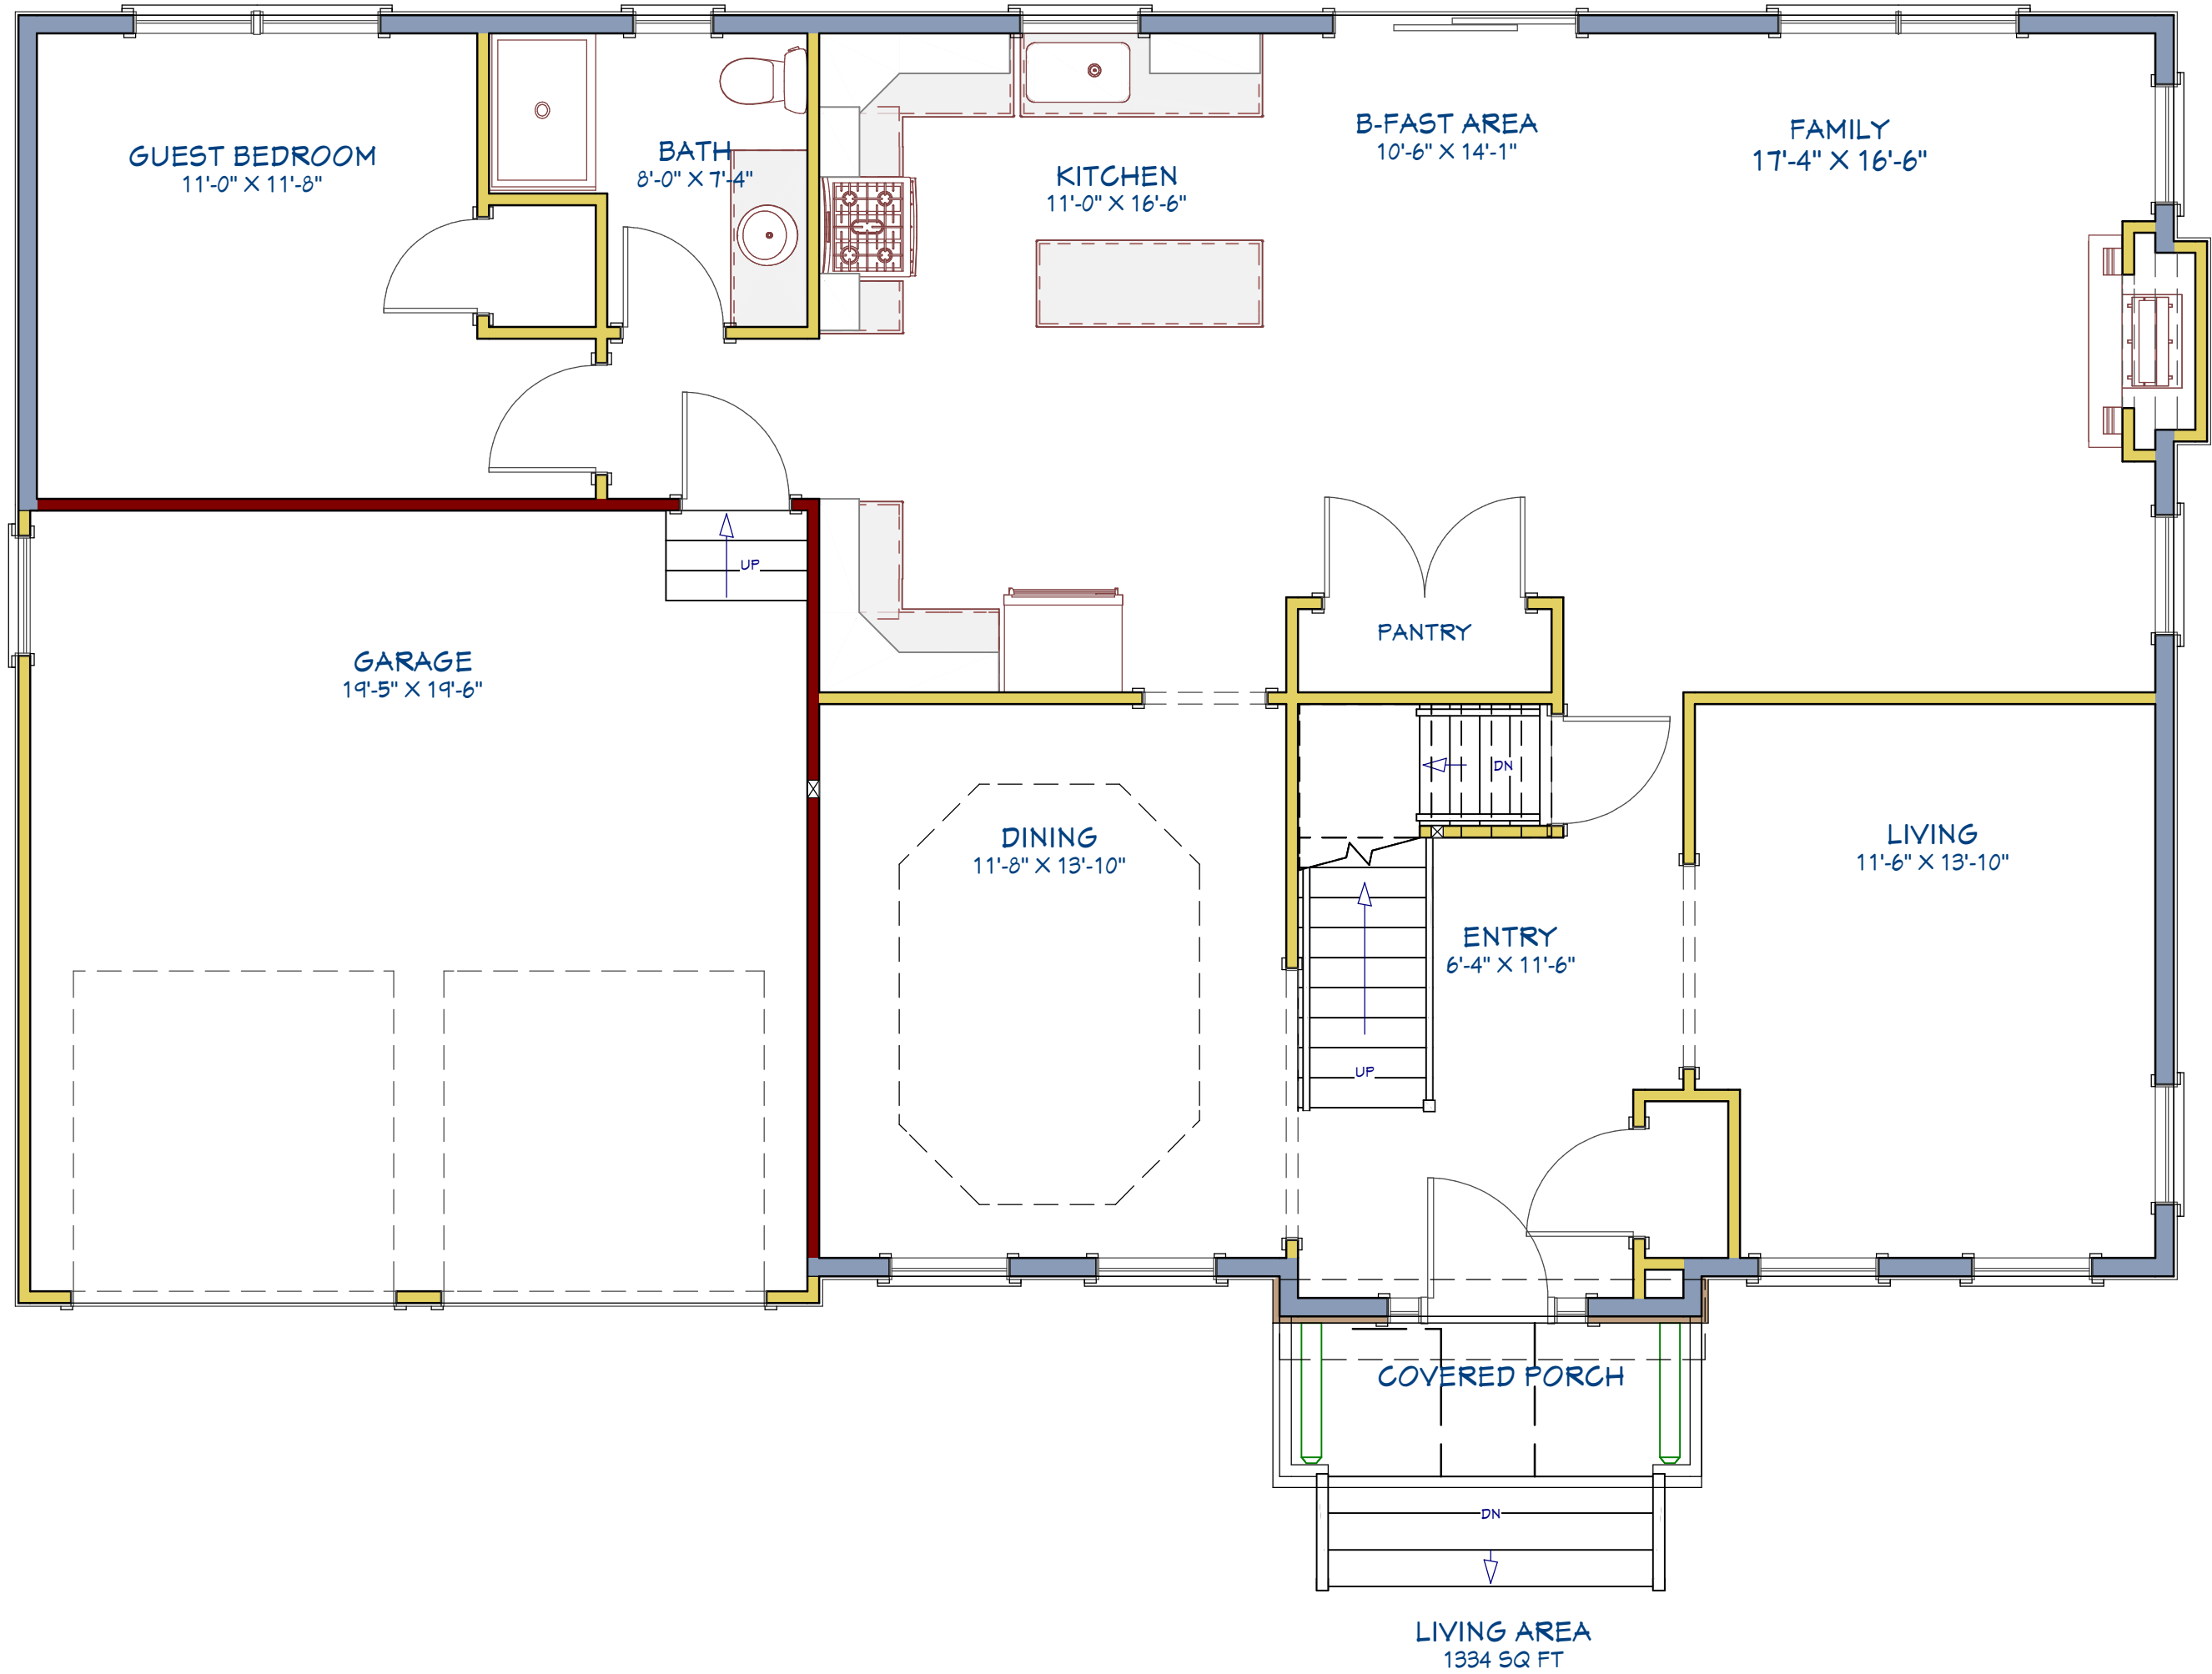 GUEST BEDROOM
11'-0" X 11'-8"
BATH
8'-0" X 7'-4"
KITCHEN
11'-0" X 16'-6"
B-FAST AREA
10'-6" X 14'-1"
FAMILY
17'-4" X 16'-6"
UP
GARAGE
19'-5" X 19'-6"
PANTRY
DN
DINING
11'-8" X 13'-10"
LIVING
11'-6" X 13'-10"
ENTRY
6'-4" X 11'-6"
UP
COVERED PORCH
DN
LIVING AREA
1334 SQ FT